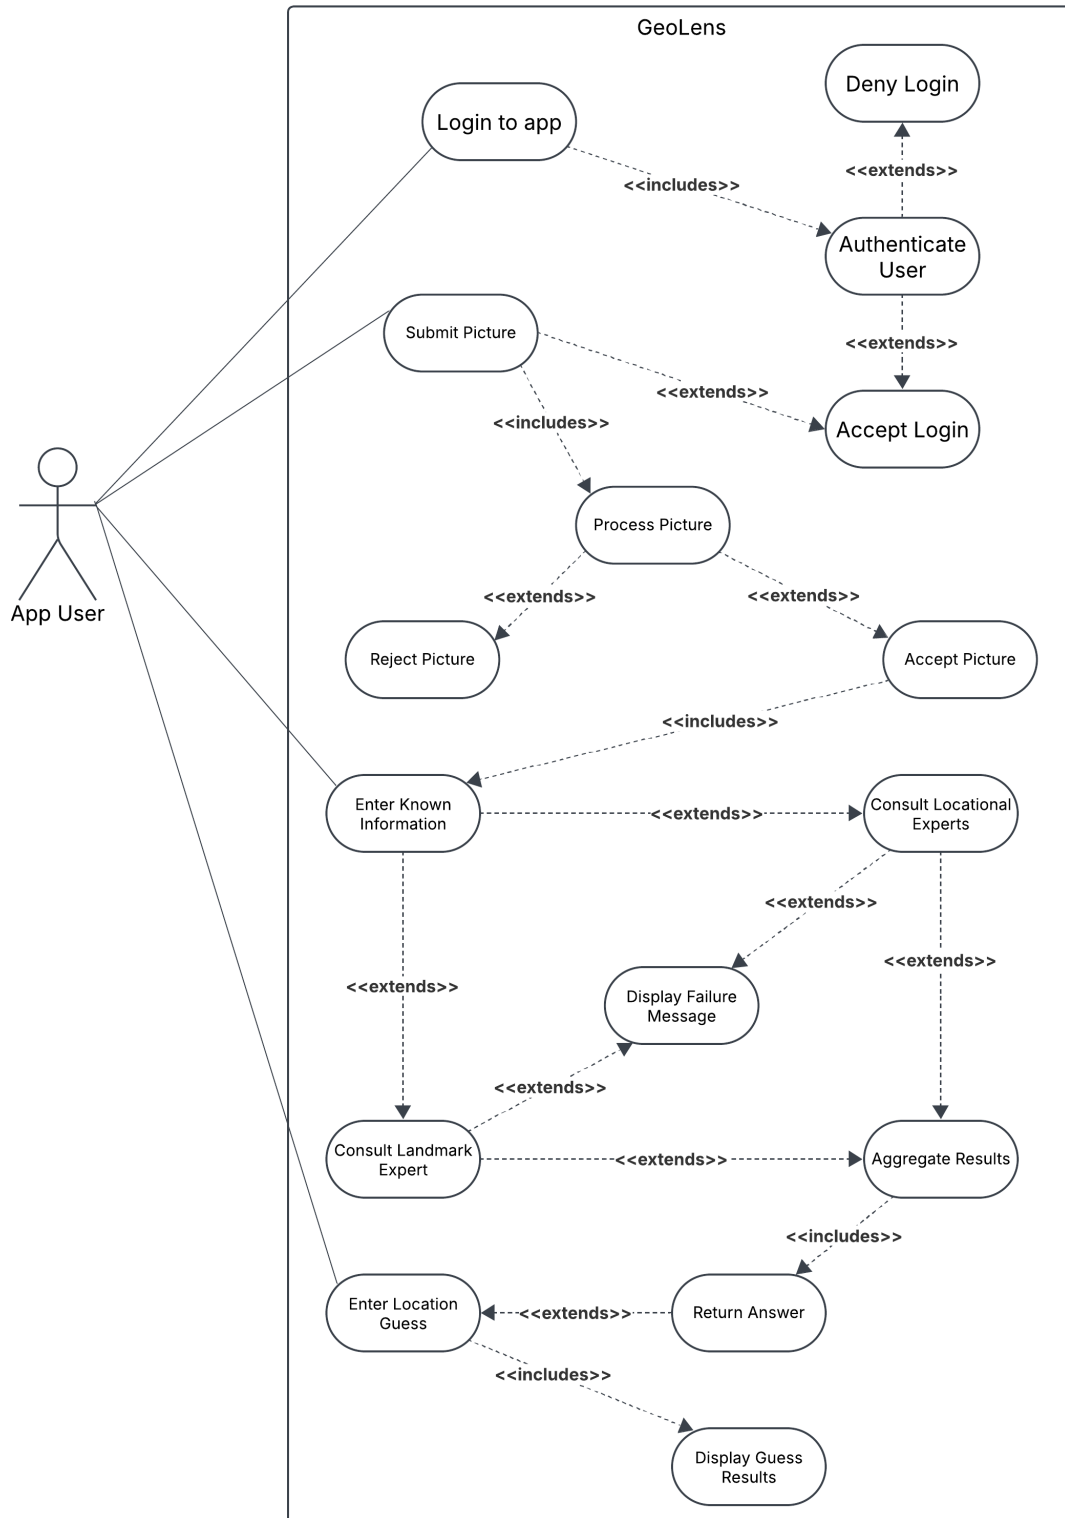 GeoLens
Deny Login
Login to app
<<extends>>
<<includes>>
Authenticate
User
Submit Picture
<<extends>>
<<extends>>
<<includes>>
Accept Login
Process Picture
<<extends>>
<<extends>>
App User
Reject Picture
Accept Picture
<<includes>>
Enter Known
Information
<<extends>>
Consult Locational
Experts
<<extends>>
<<extends>>
<<extends>>
Display Failure
Message
<<extends>>
Consult Landmark
Expert
<<extends>>
Aggregate Results
<<includes>>
Enter Location
Guess
<<extends>>
Return Answer
<<includes>>
Display Guess
Results